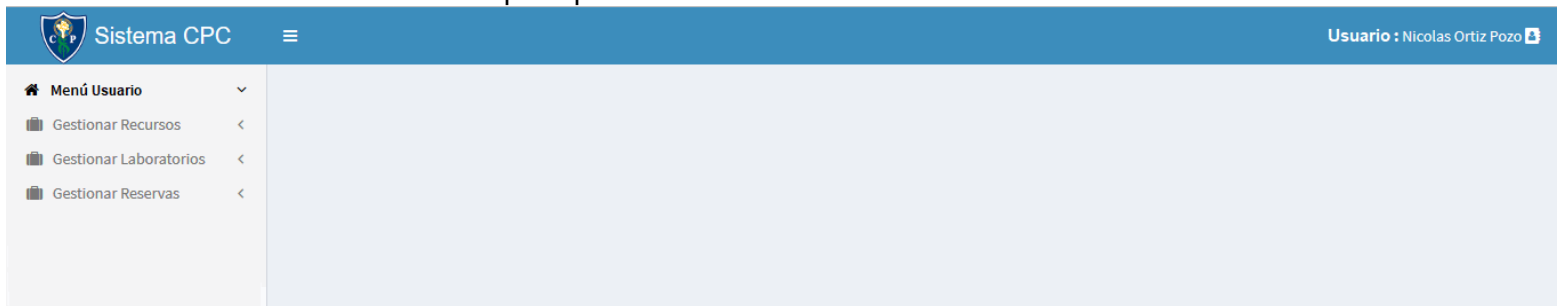 Sistema CPC
Usuario : Nicolas Ortiz Pozo
Menú Usuario
Gestionar Recursos
Gestionar Laboratorios
Gestionar Reservas